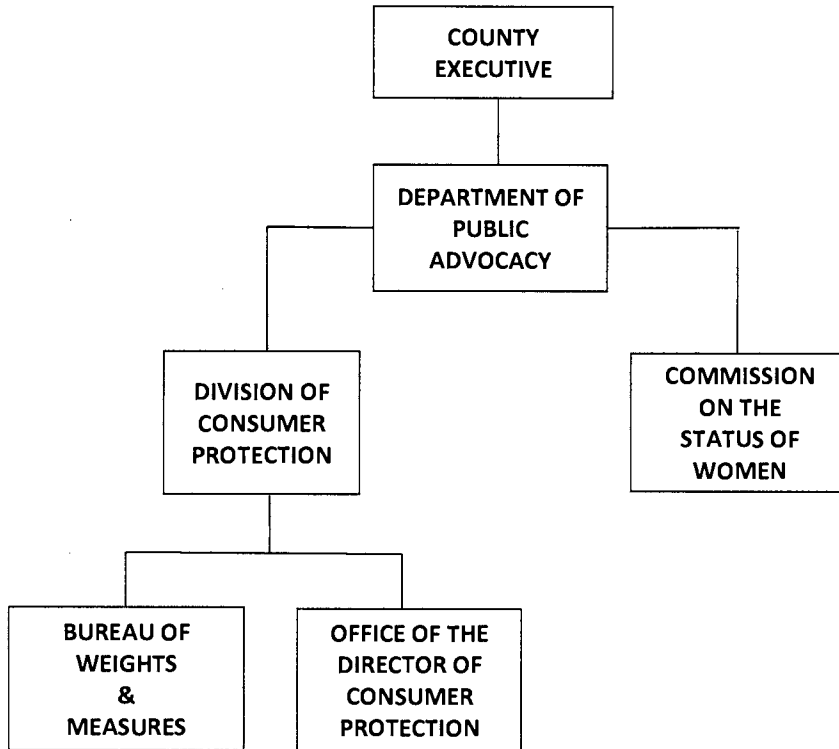 COUNTY
EXECUTIVE
DEPARTMENT OF
PUBLIC
ADVOCACY
DIVISION OF
CONSUMER
PROTECTION
COMMISSION
ON THE
STATUS OF
WOMEN
BUREAU OF
WEIGHTS
&
MEASURES
OFFICE OF THE
DIRECTOR OF
CONSUMER
PROTECTION